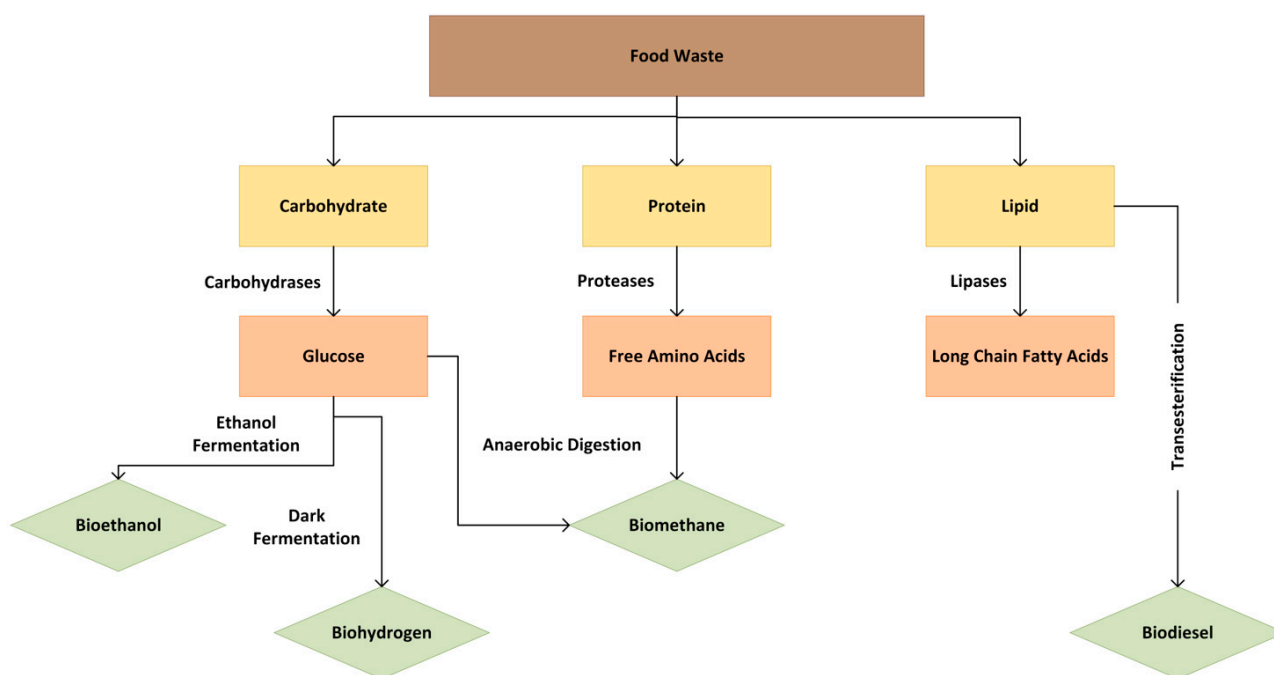 Food Waste
Carbohydrate
Protein
Lipid
Carbohydrases
Proteases
Lipases
Glucose
Free Amino Acids
Long Chain Fatty Acids
Transesterification
Ethanol
Fermentation
Anaerobic Digestion
Bioethanol
Dark
Fermentation
Biomethane
Biohydrogen
Biodiesel